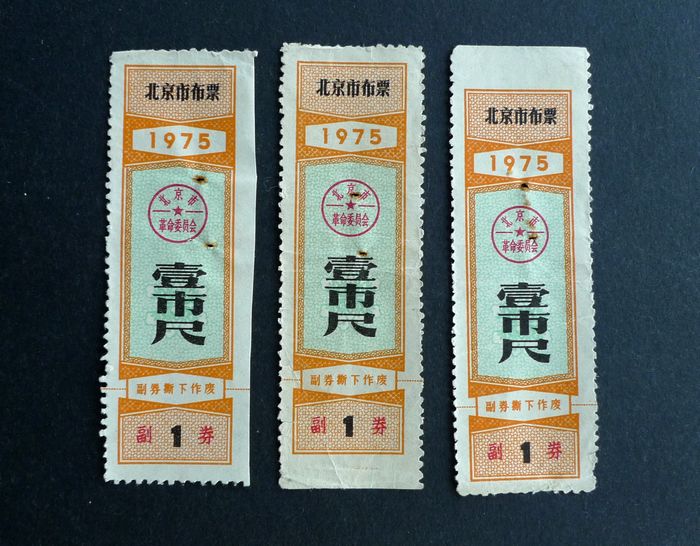 北京市布票
1975
北京市
革命委员会
壹市尺
副券撕下作废
副 1 券
北京市布票
1975
北京市
革命委员会
壹市尺
副券撕下作废
副 1 券
北京市布票
1975
北京市
革命委员会
壹市尺
副券撕下作废
副 1 券